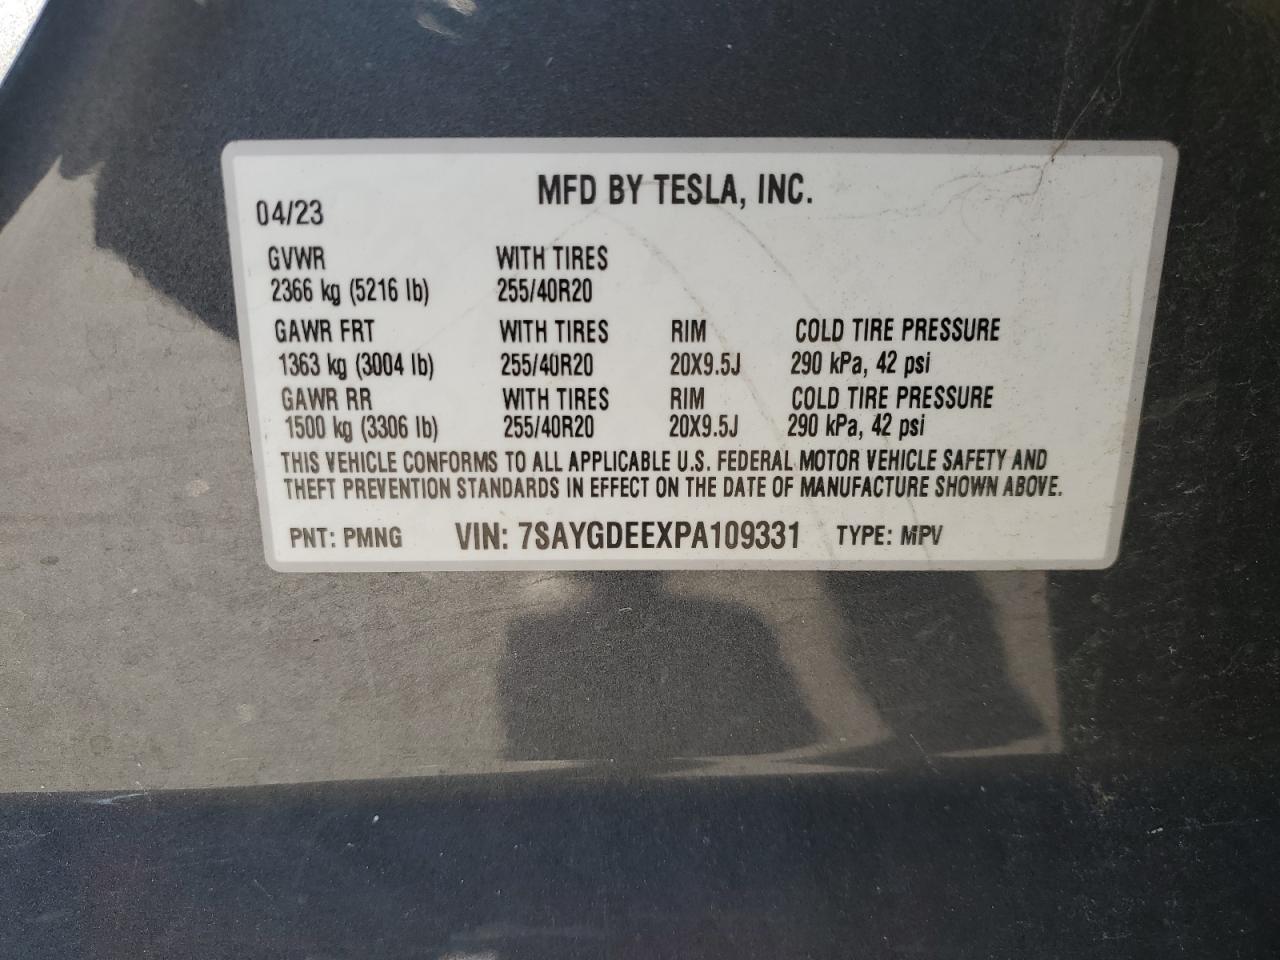 MFD BY TESLA, INC.
04/23
GVWR WITH TIRES
2366 kg (5216 lb) 255/40R20
GAWR FRT WITH TIRES RIM COLD TIRE PRESSURE
1363 kg (3004 lb) 255/40R20 20X9.5J 290 kPa, 42 psi
GAWR RR WITH TIRES RIM COLD TIRE PRESSURE
1500 kg (3306 lb) 255/40R20 20X9.5J 290 kPa, 42 psi
THIS VEHICLE CONFORMS TO ALL APPLICABLE U.S. FEDERAL MOTOR VEHICLE SAFETY AND
THEFT PREVENTION STANDARDS IN EFFECT ON THE DATE OF MANUFACTURE SHOWN ABOVE.
PNT: PMNG VIN: 7SAYGDEEXPA109331 TYPE: MPV